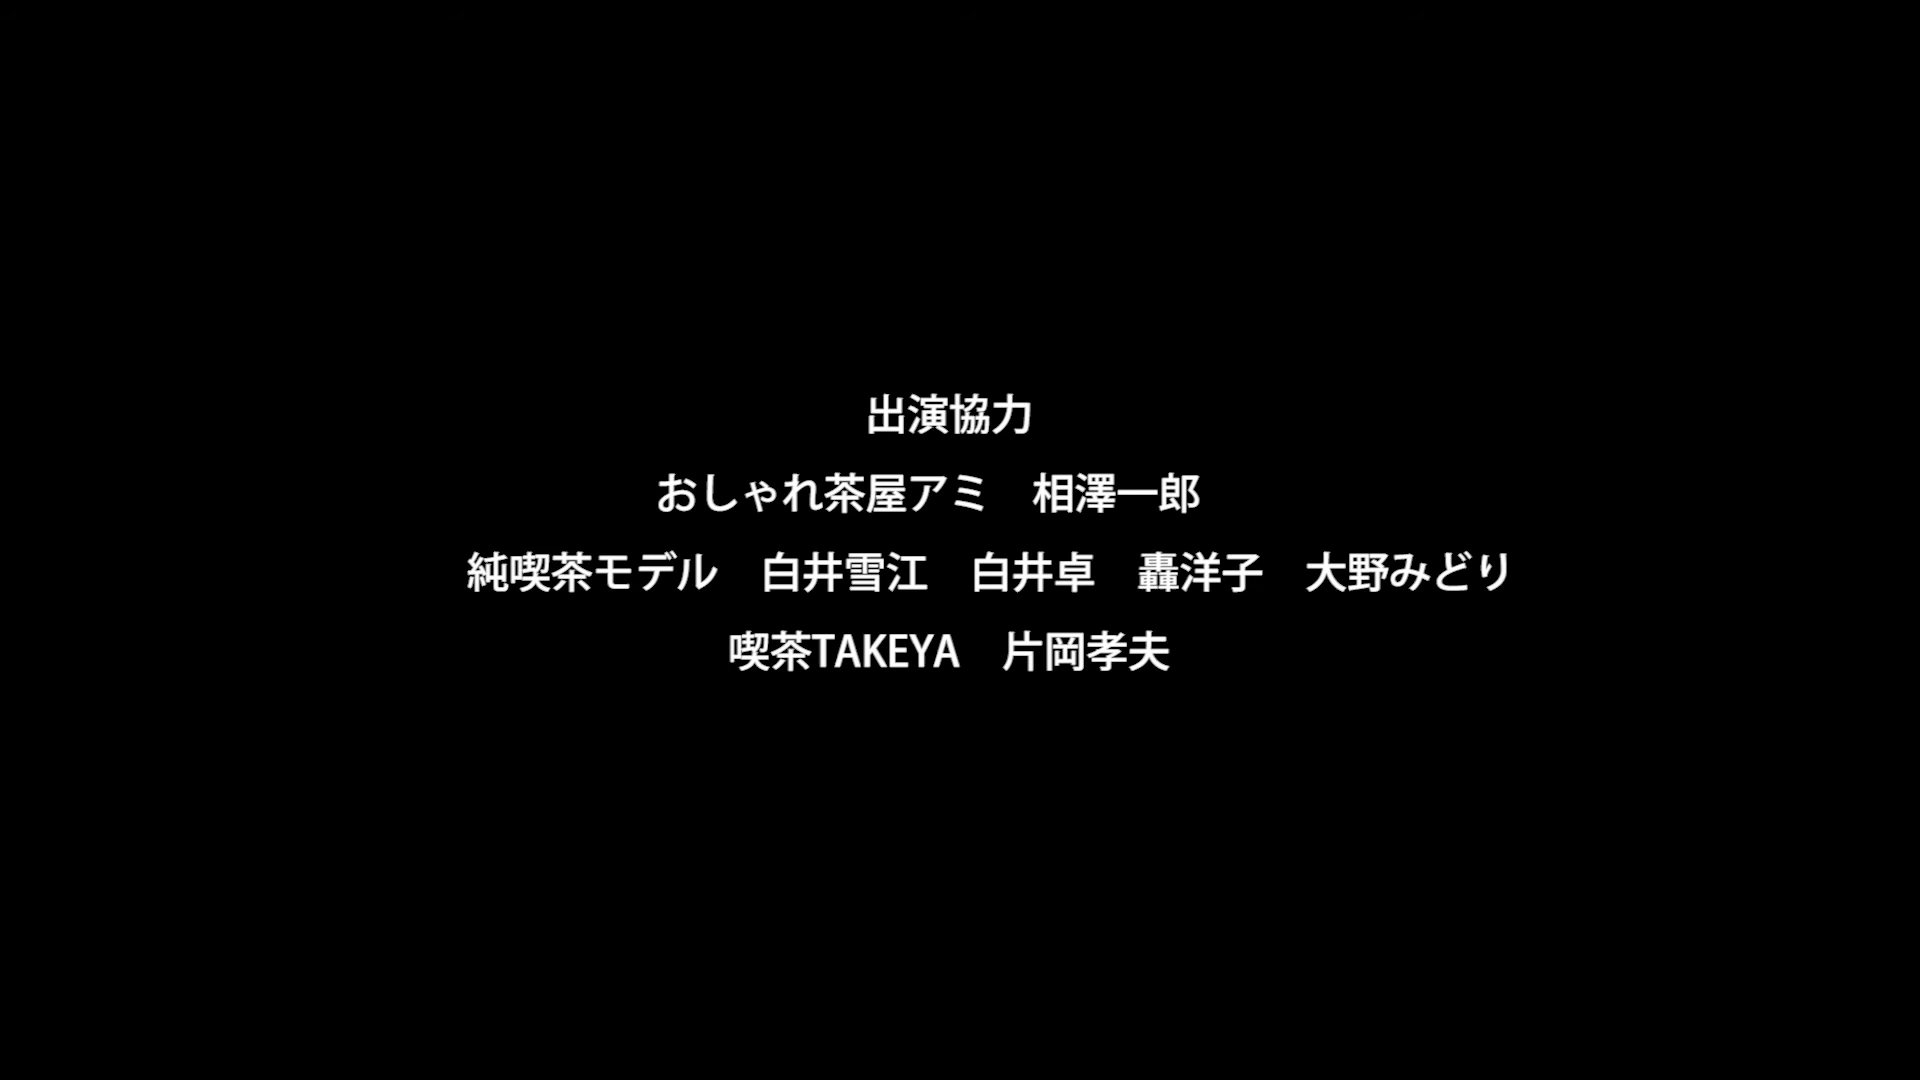 出演協力
おしゃれ茶屋アミ　相澤一郎
純喫茶モデル　白井雪江　白井卓　轟洋子　大野みどり
喫茶TAKEYA　片岡孝夫